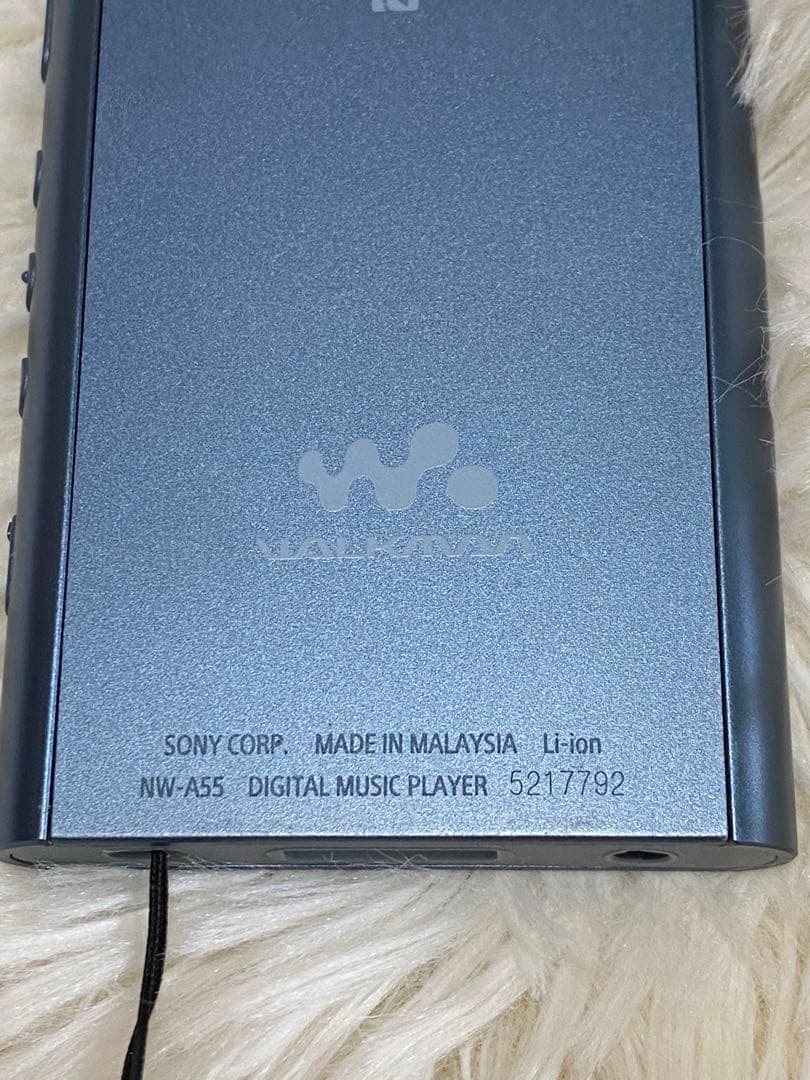 WALKMAN
SONY CORP. MADE IN MALAYSIA Li-ion
NW-A55 DIGITAL MUSIC PLAYER 5217792